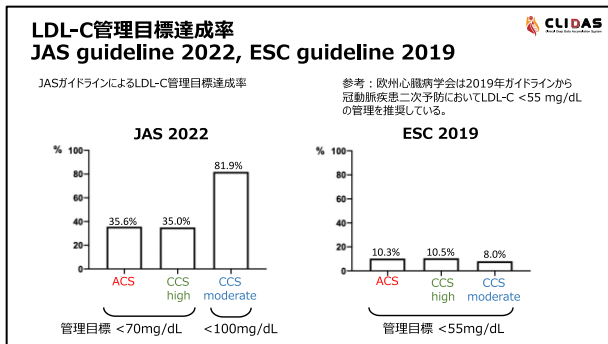 LDL-C管理目標達成率
JAS guideline 2022, ESC guideline 2019
CLIDAS
Clinical Deep Data Accumulation System
JASガイドラインによるLDL-C管理目標達成率
参考：欧州心臓病学会は2019年ガイドラインから
冠動脈疾患二次予防においてLDL-C <55 mg/dL
の管理を推奨している。
JAS 2022
%
100
80
60
40
20
0
35.6%
35.0%
81.9%
ACS
CCS
high
CCS
moderate
管理目標 <70mg/dL
<100mg/dL
ESC 2019
%
100
80
60
40
20
0
10.3%
10.5%
8.0%
ACS
CCS
high
CCS
moderate
管理目標 <55mg/dL